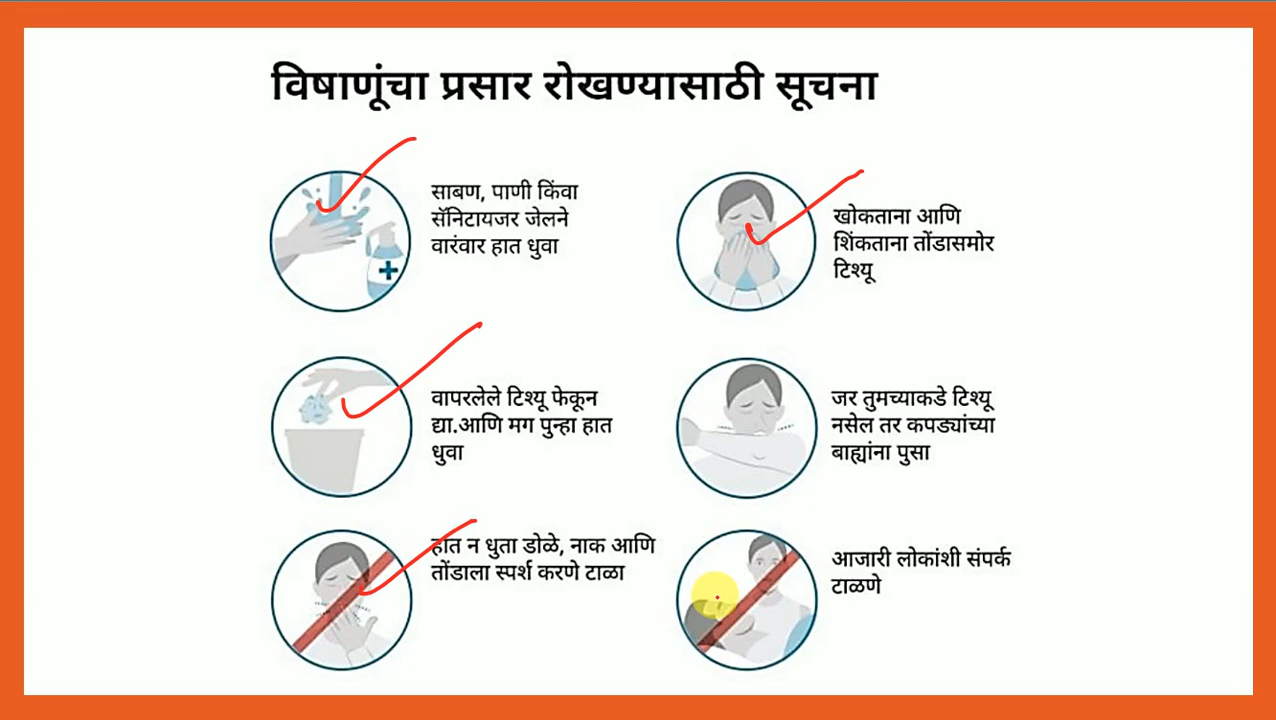 विषाणूंचा प्रसार रोखण्यासाठी सूचना
साबण, पाणी किंवा
सॅनिटायजर जेलने
वारंवार हात धुवा
खोकताना आणि
शिंकताना तोंडासमोर
टिश्यू
वापरलेले टिश्यू फेकून
द्या.आणि मग पुन्हा हात
धुवा
जर तुमच्याकडे टिश्यू
नसेल तर कपड्यांच्या
बाह्यांना पुसा
हात न धुता डोळे, नाक आणि
तोंडाला स्पर्श करणे टाळा
आजारी लोकांशी संपर्क
टाळणे